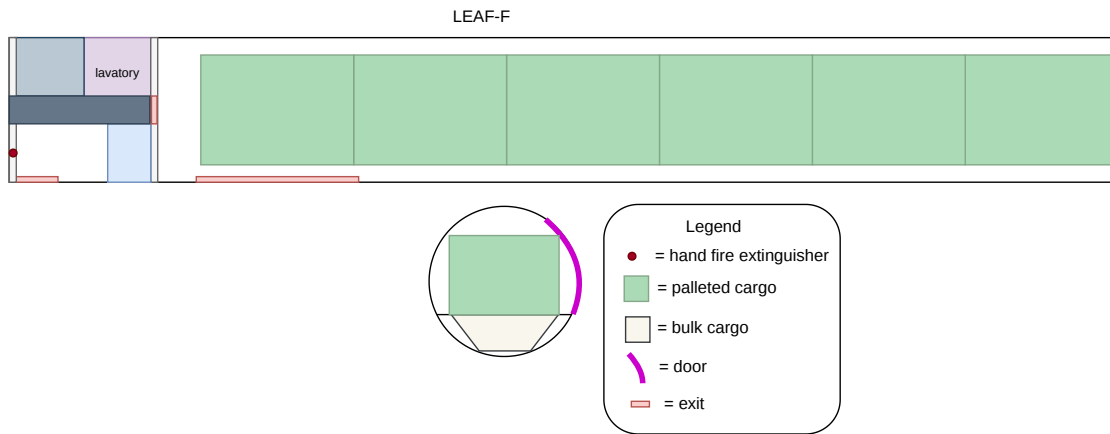 LEAF-F
lavatory
Legend
= hand fire extinguisher
= palleted cargo
= bulk cargo
= door
= exit